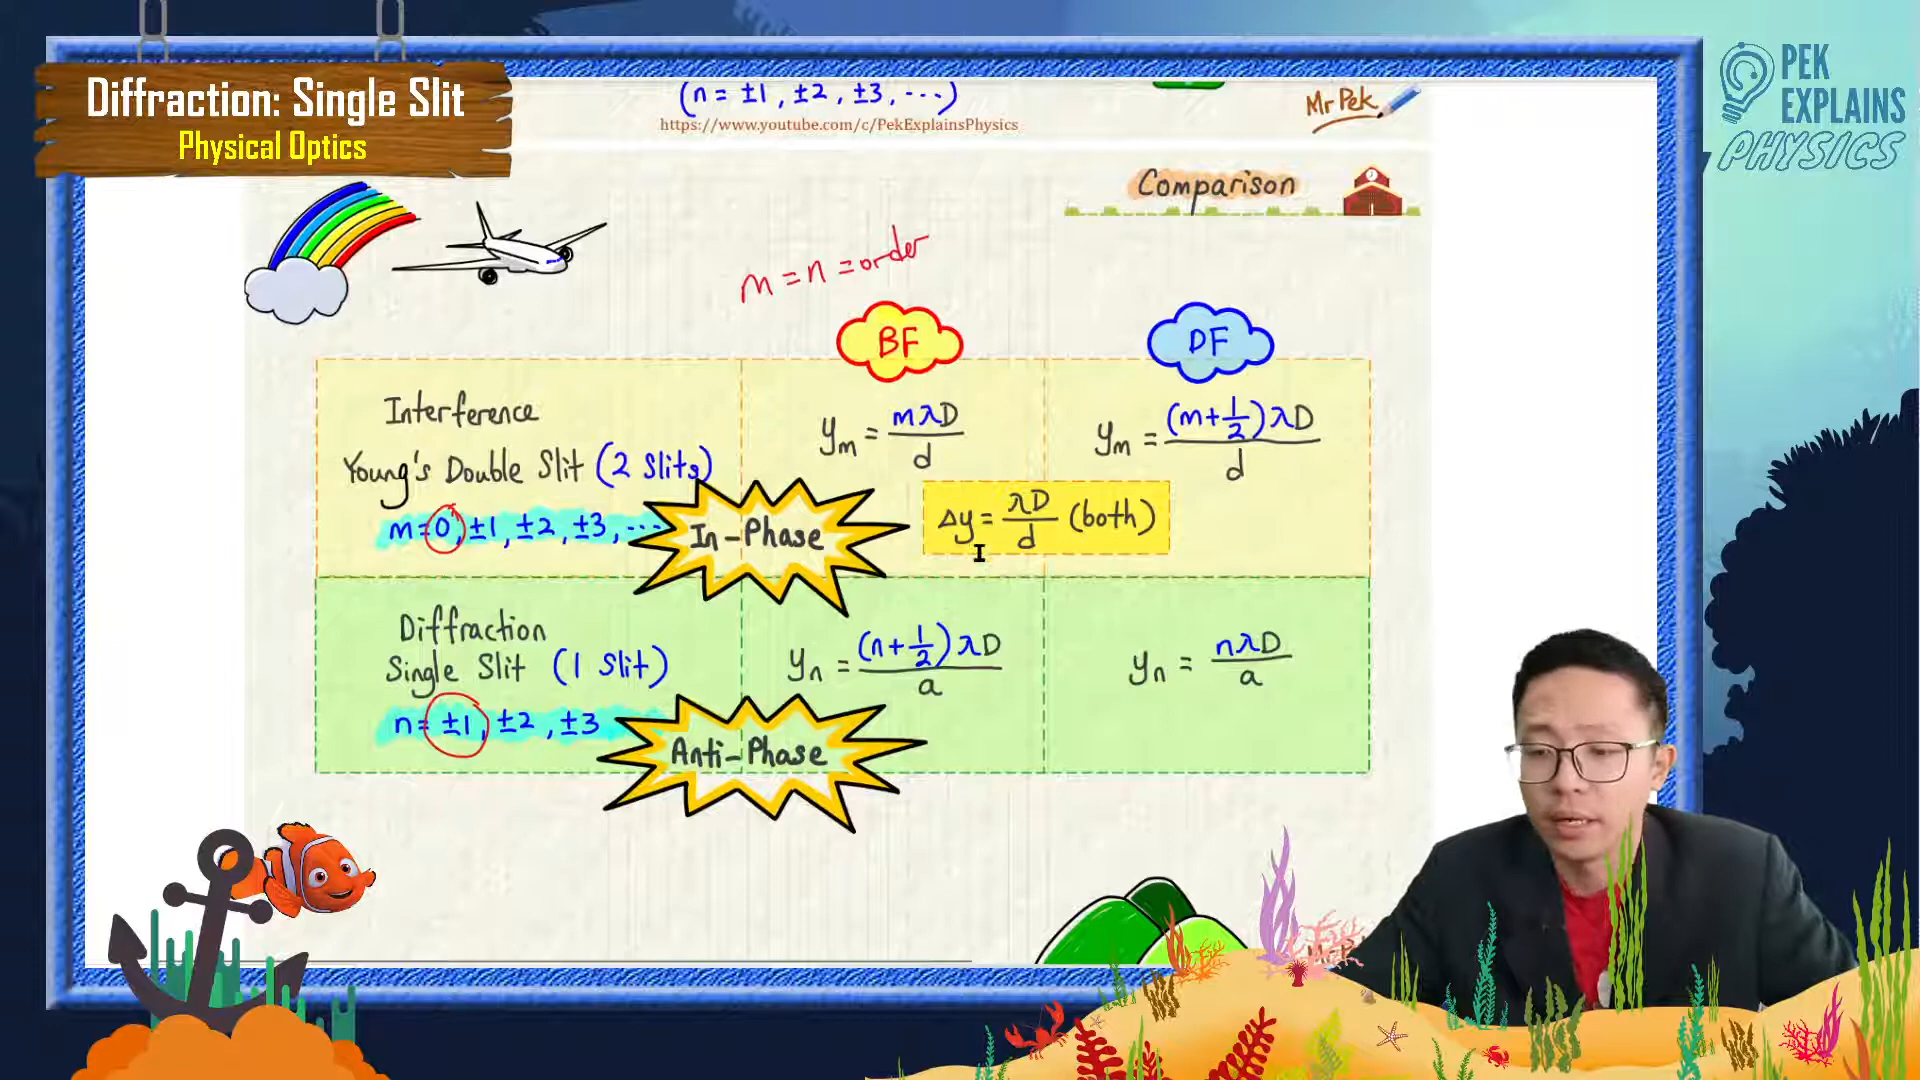 Diffraction: Single Slit
Physical Optics
(n = ±1, ±2, ±3, ···)
https://www.youtube.com/c/PekExplainsPhysics
Mr Pek
PEK
EXPLAINS
PHYSICS
Comparison
m = n = order
BF
DF
Interference
Young's Double Slit (2 Slits)
m = 0, ±1, ±2, ±3, ···
In-Phase
yₘ = mλD / d
yₘ = (m + 1/2)λD / d
Δy = λD / d (both)
Diffraction
Single Slit (1 Slit)
n = ±1, ±2, ±3
Anti-Phase
yₙ = (n + 1/2)λD / a
yₙ = nλD / a